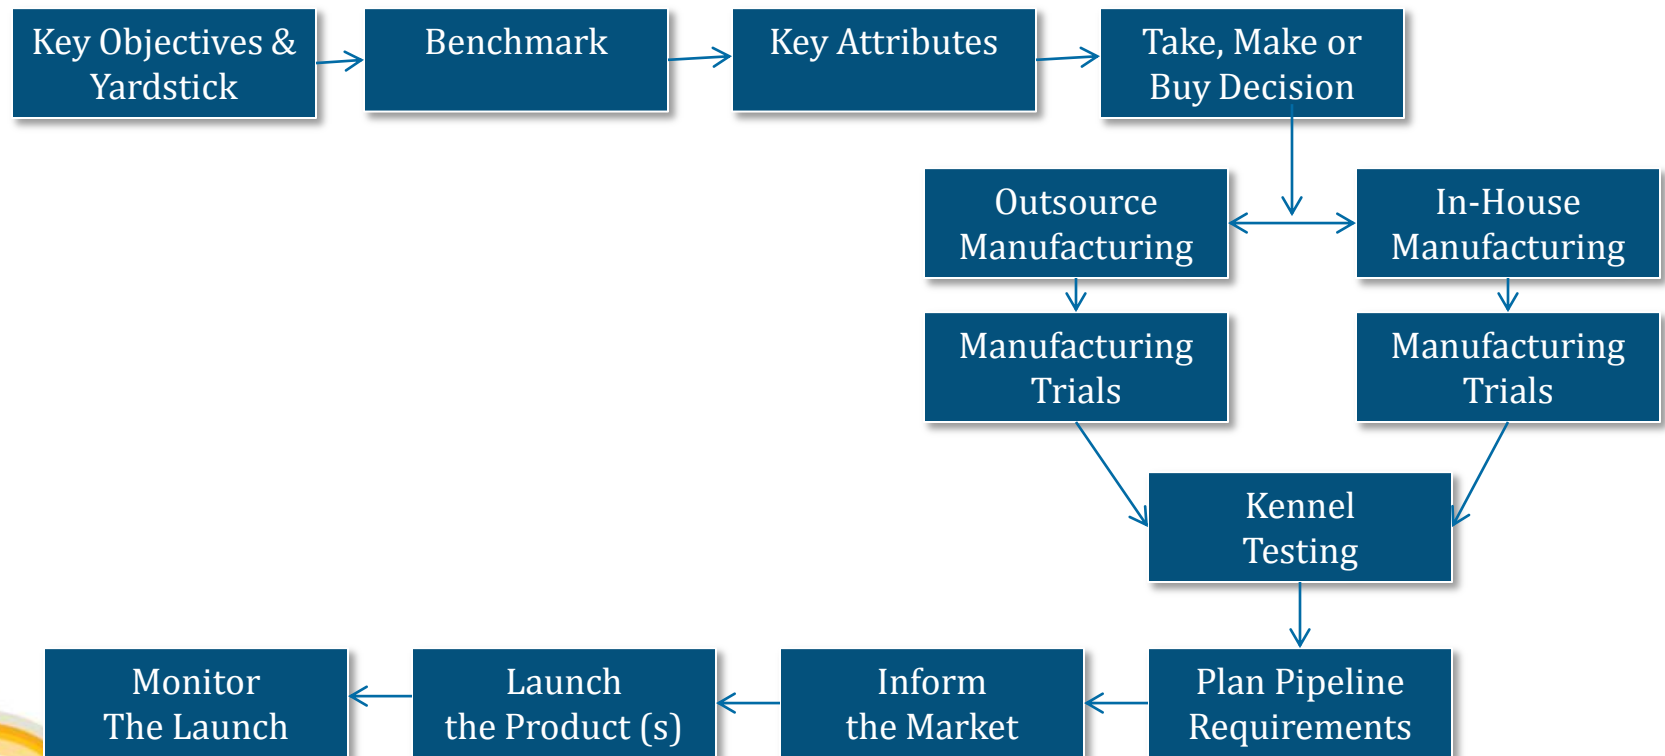 Key Objectives &
Yardstick
Benchmark
Key Attributes
Take, Make or
Buy Decision
Outsource
Manufacturing
In-House
Manufacturing
Manufacturing
Trials
Manufacturing
Trials
Kennel
Testing
Monitor
The Launch
Launch
the Product (s)
Inform
the Market
Plan Pipeline
Requirements